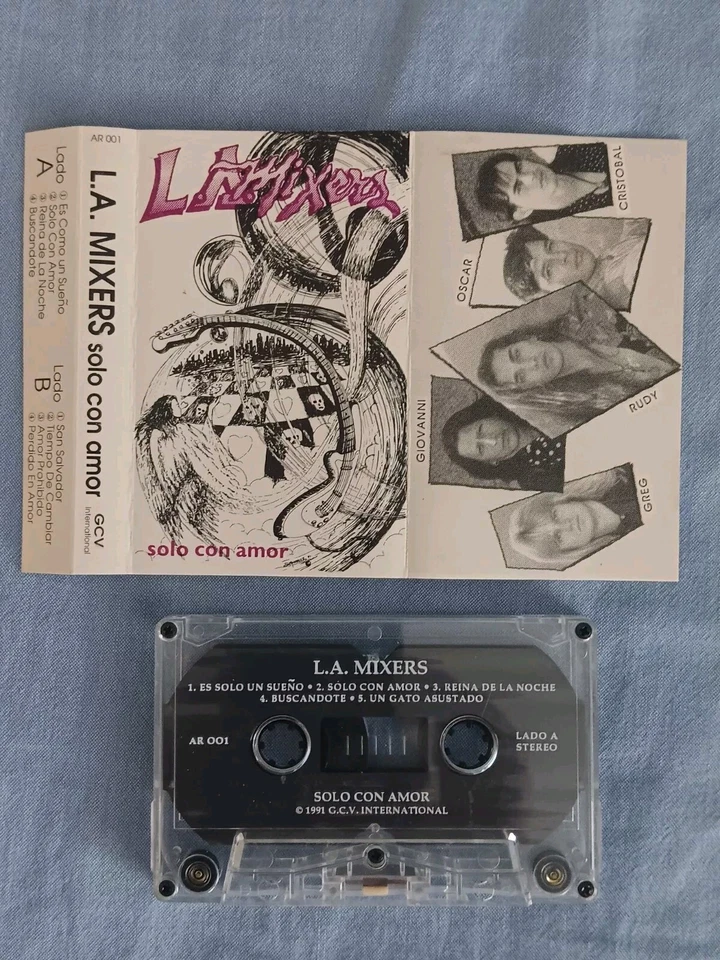 AR 001
Lado A
① Es Como un Sueño
② Solo Con Amor
③ Reina de La Noche
④ Buscandote
Lado B
① San Salvador
② Tiempo De Cambiar
③ Amor Prohibido
④ Perdido En Amor
L.A. MIXERS solo con amor GCV
International
L.A. Mixers
solo con amor
CRISTOBAL
OSCAR
RUDY
GIOVANNI
GREG
L.A. MIXERS
1. ES SOLO UN SUEÑO • 2. SOLO CON AMOR • 3. REINA DE LA NOCHE
4. BUSCANDOTE • 5. UN GATO ASUSTADO
AR 001
LADO A
STEREO
SOLO CON AMOR
© 1991 G.C.V. INTERNATIONAL